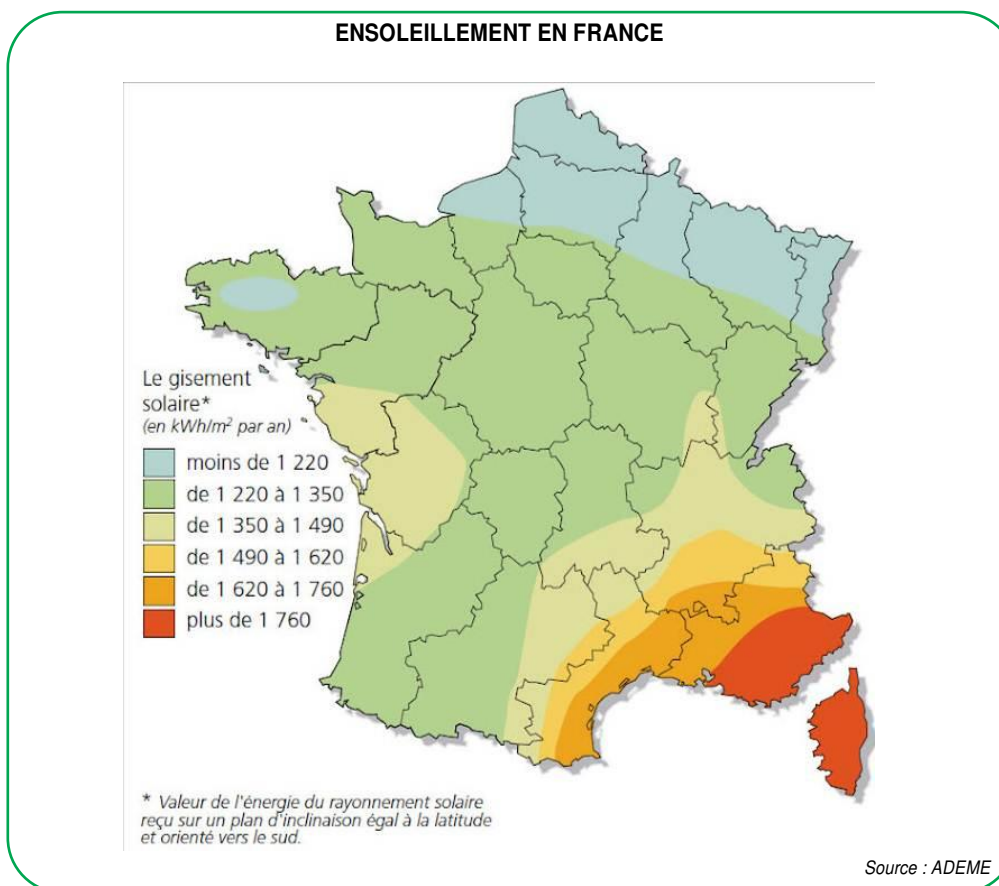 ENSOLEILLEMENT EN FRANCE
Le gisement
solaire*
(en kWh/m² par an)
moins de 1 220
de 1 220 à 1 350
de 1 350 à 1 490
de 1 490 à 1 620
de 1 620 à 1 760
plus de 1 760
* Valeur de l'énergie du rayonnement solaire
reçu sur un plan d'inclinaison égal à la latitude
et orienté vers le sud.
Source : ADEME